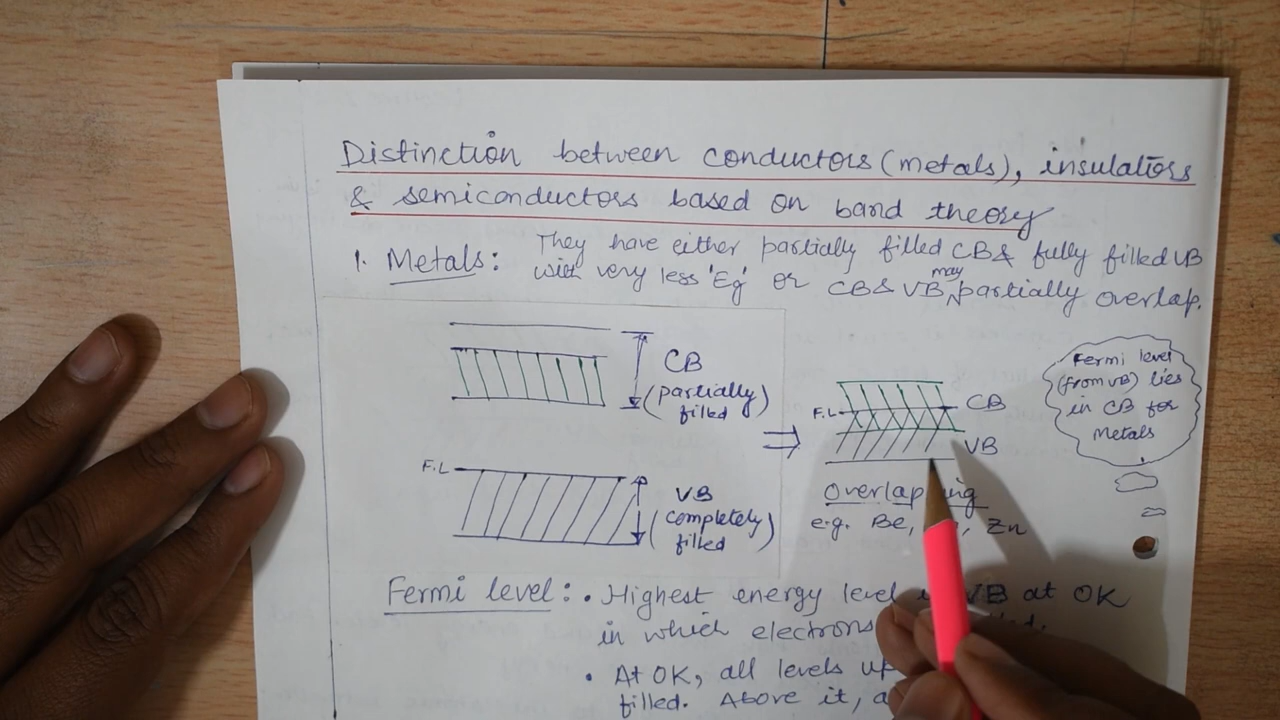 Distinction between conductors (metals), insulators
& semiconductors based on band theory
1. Metals: They have either partially filled CB & fully filled VB
with very less 'Eg' or CB & VB may partially overlap.
CB
(partially
filled)
F.L
VB
(completely
filled)
F.L
CB
VB
Overlapping
e.g. Be, Zn
Fermi level
(from VB) lies
in CB for
Metals
Fermi level: • Highest energy level VB at 0K
in which electrons
• At 0K, all levels
filled. Above it,